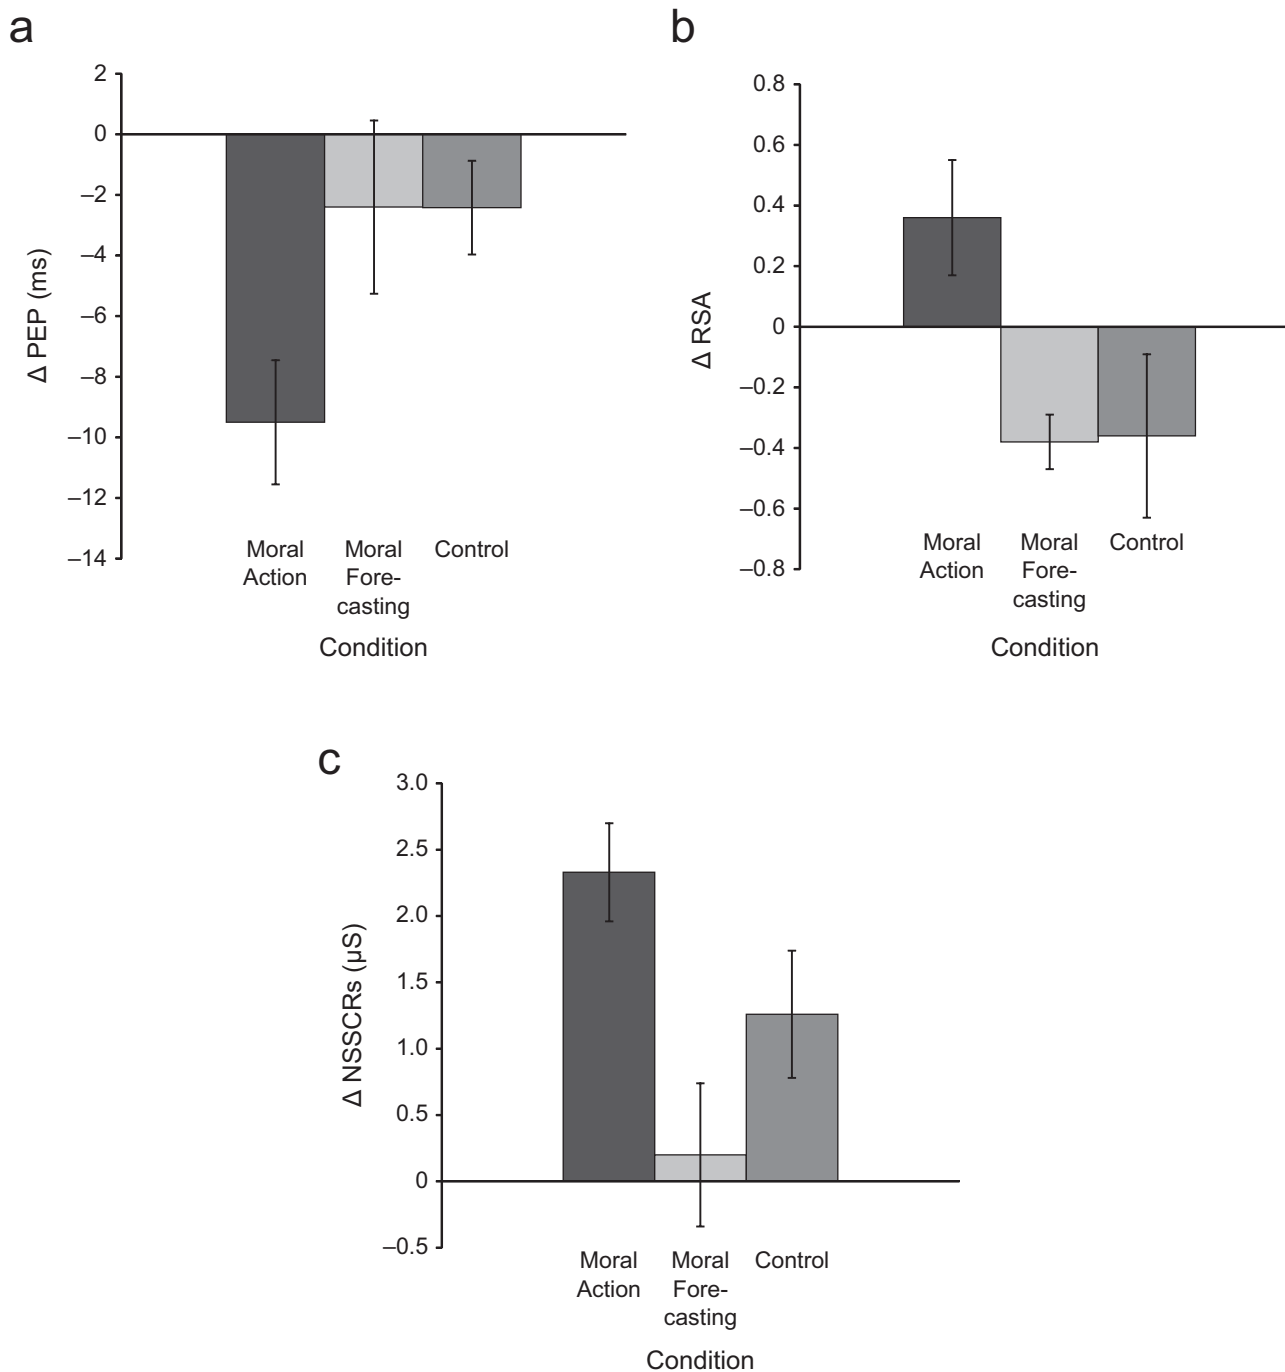 a
2
0
–2
–4
–6
–8
–10
–12
–14
Δ PEP (ms)
Moral
Action
Moral
Fore-
casting
Control
Condition
b
0.8
0.6
0.4
0.2
0
–0.2
–0.4
–0.6
–0.8
Δ RSA
Moral
Action
Moral
Fore-
casting
Control
Condition
c
3.0
2.5
2.0
1.5
1.0
0.5
0
–0.5
Δ NSSCRs (µS)
Moral
Action
Moral
Fore-
casting
Control
Condition